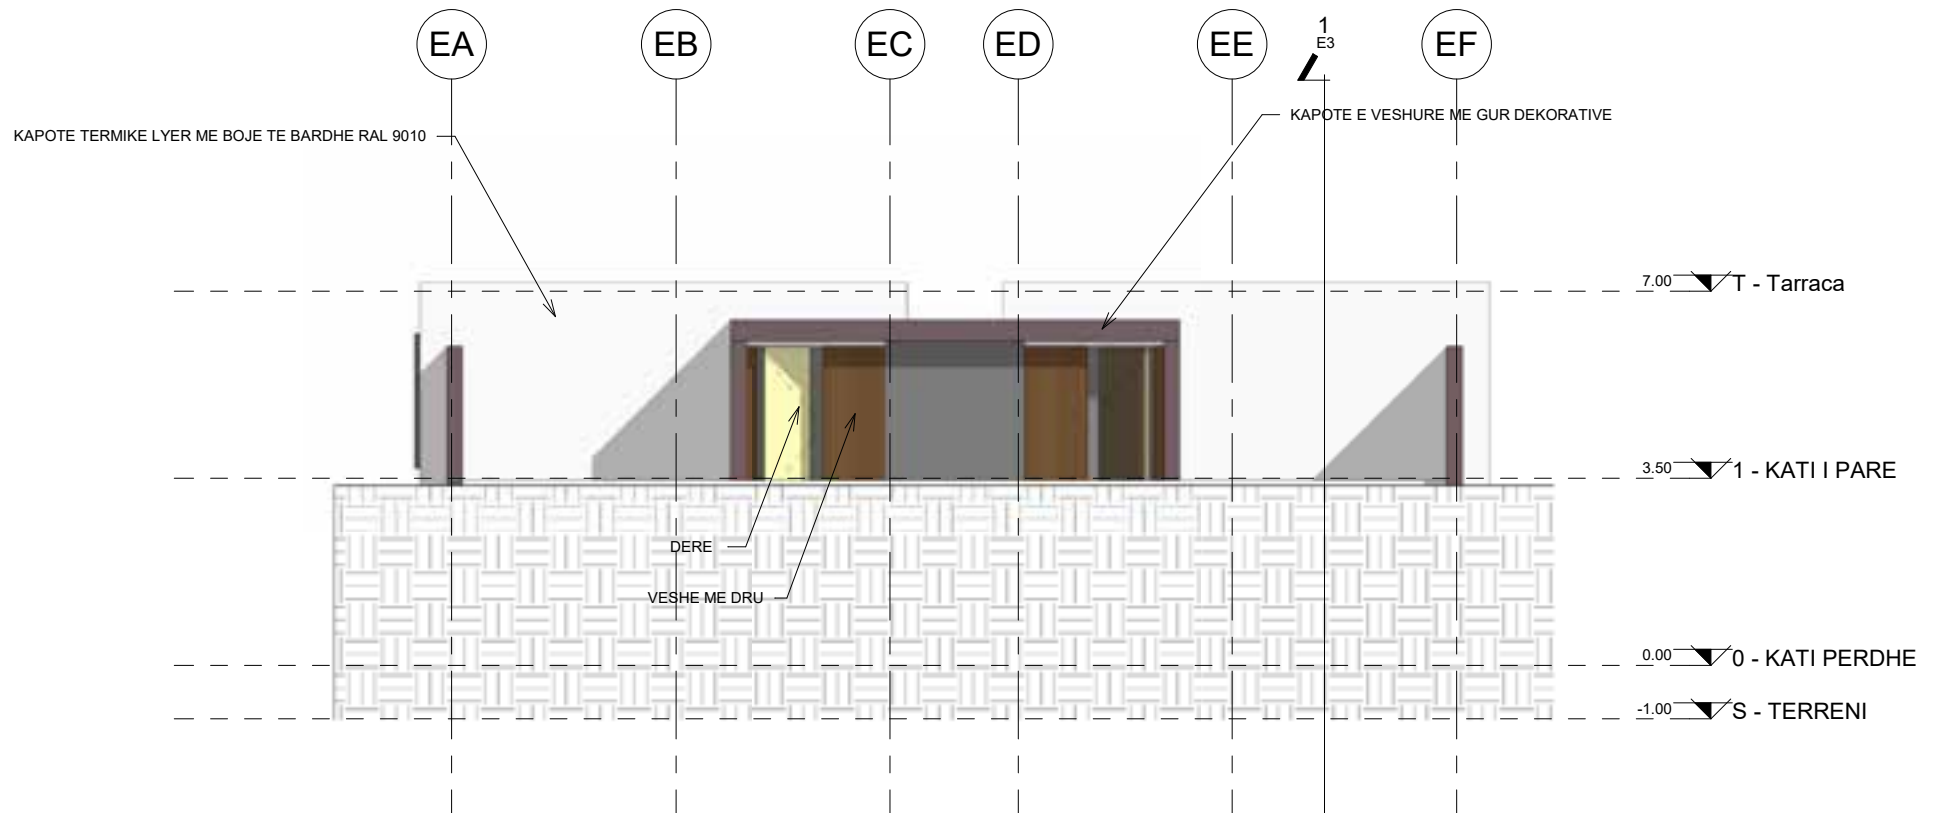 EA
EB
EC
ED
EE
1
E3
EF
KAPOTE TERMIKE LYER ME BOJE TE BARDHE RAL 9010
KAPOTE E VESHURE ME GUR DEKORATIVE
7.00 T - Tarraca
3.50 1 - KATI I PARE
DERE
VESHE ME DRU
0.00 0 - KATI PERDHE
-1.00 S - TERRENI